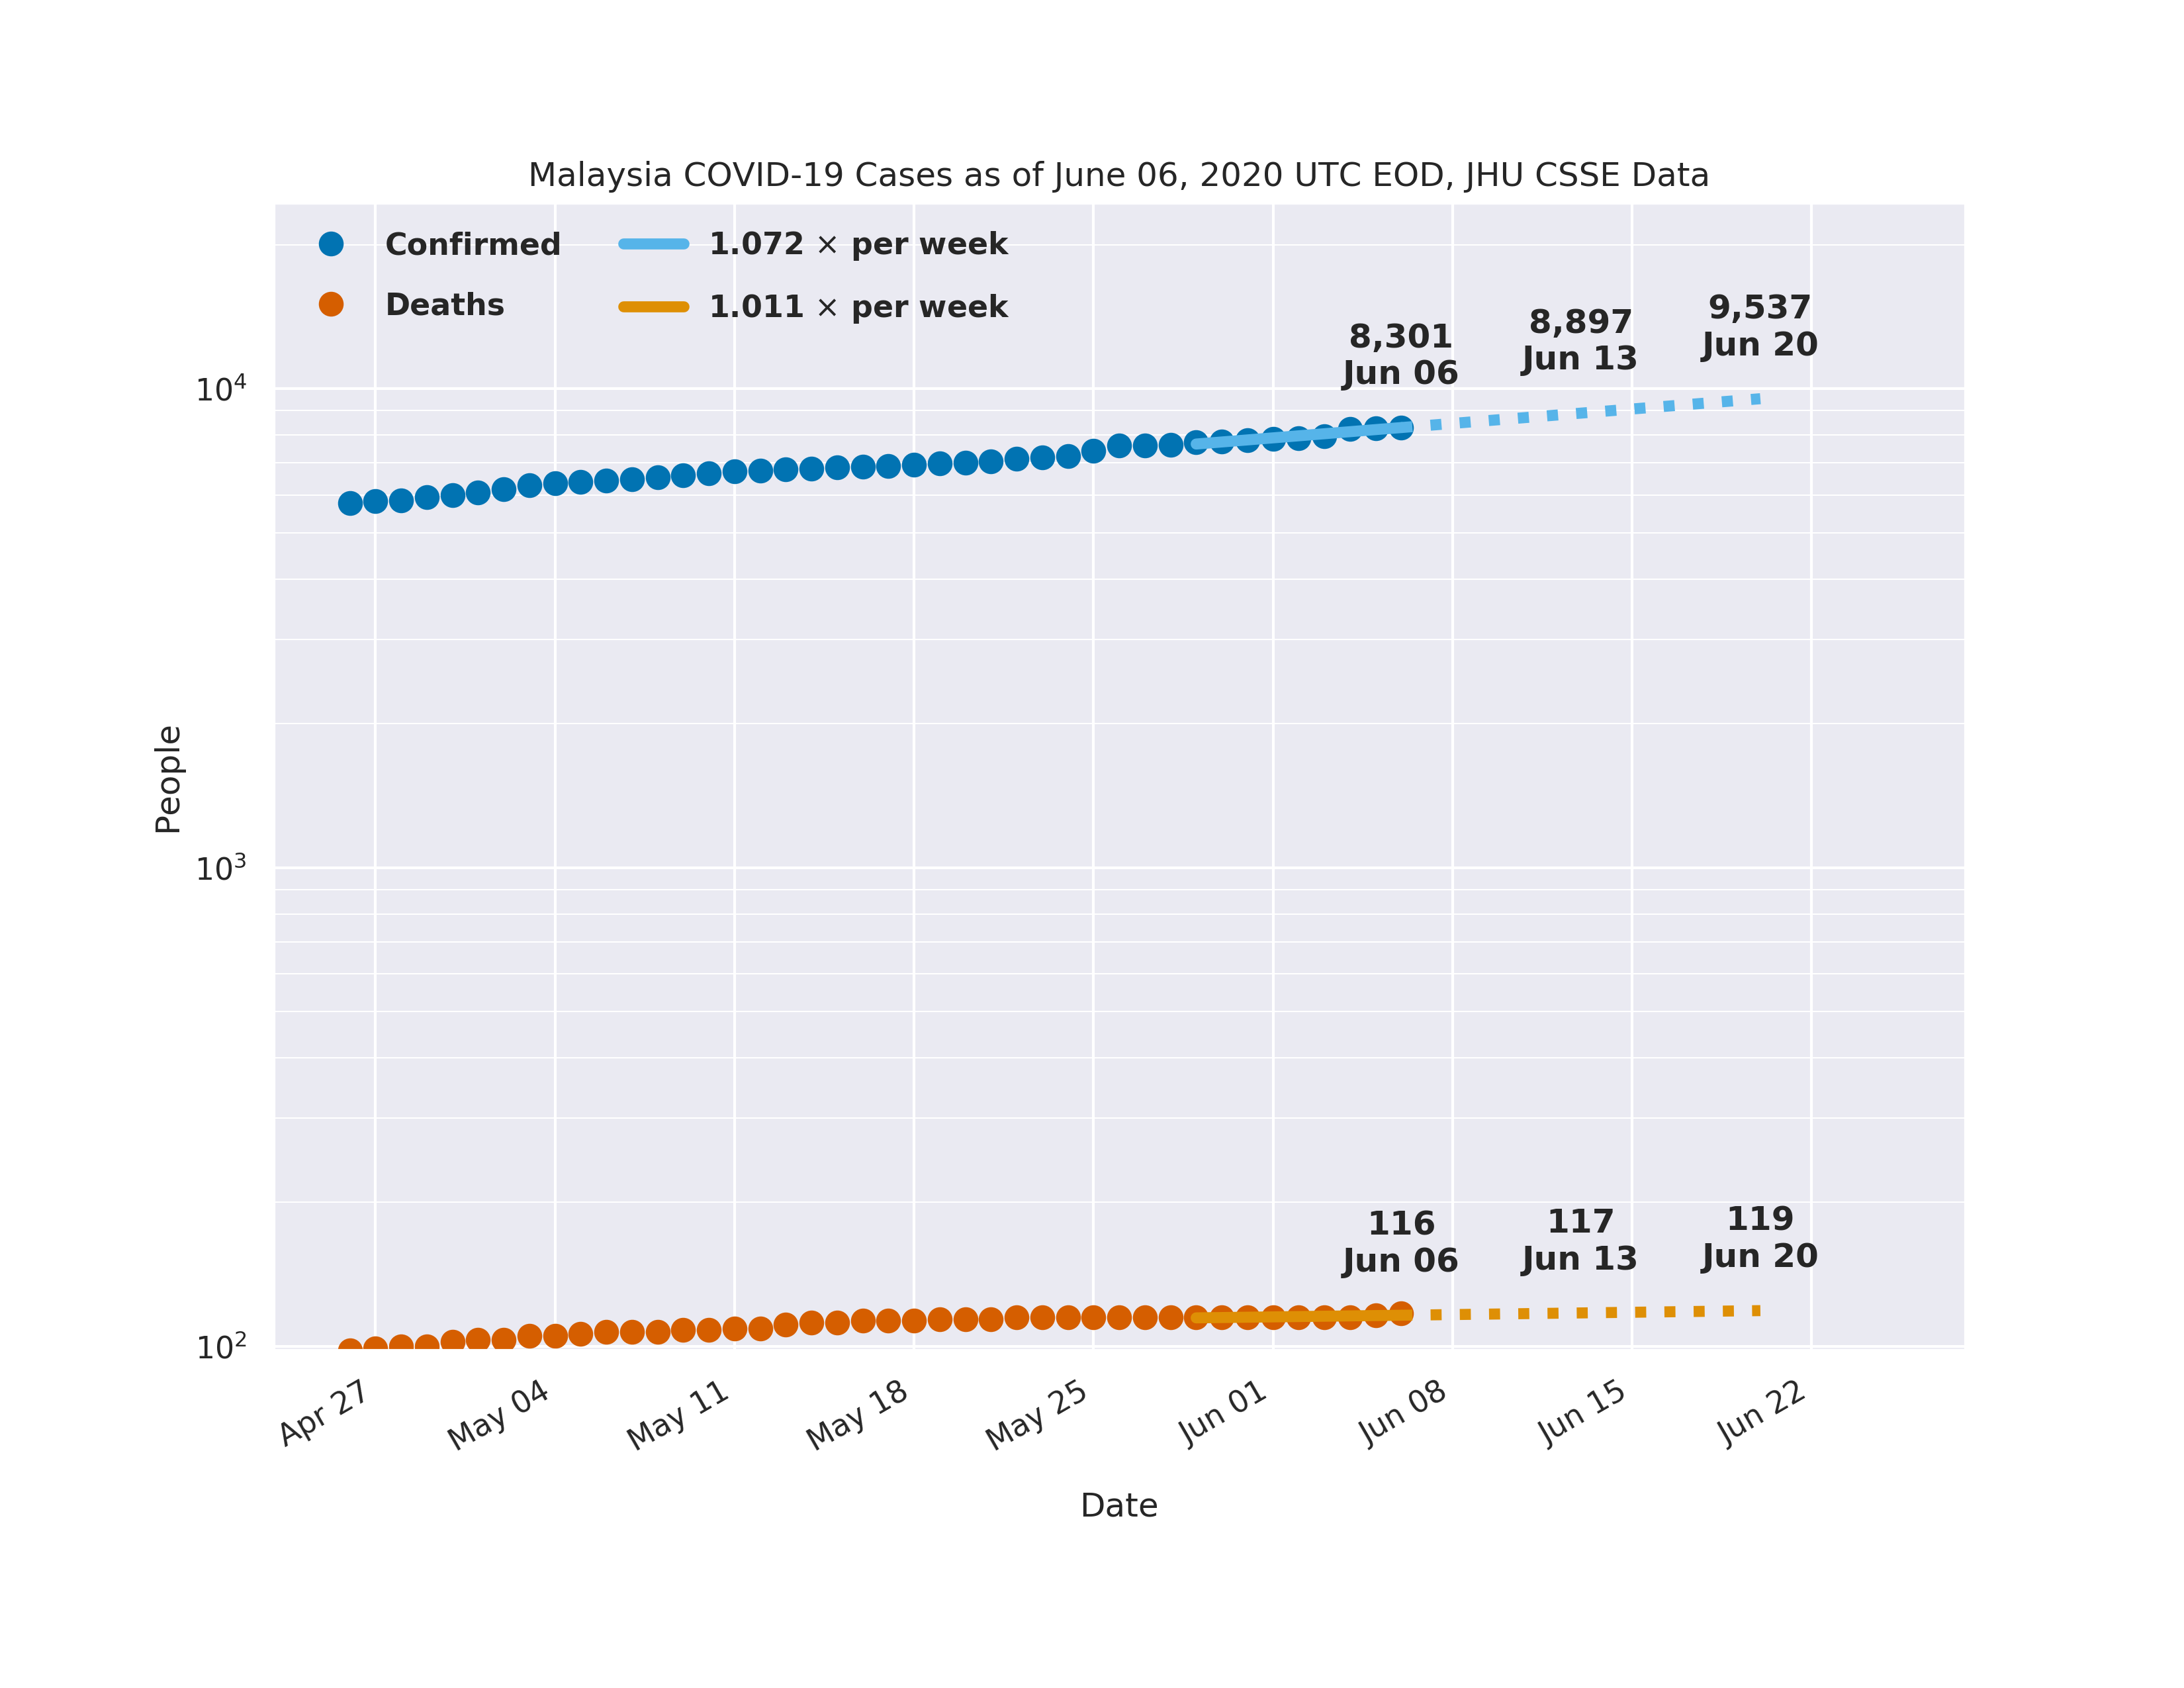 Malaysia COVID-19 Cases as of June 06, 2020 UTC EOD, JHU CSSE Data
Confirmed
Deaths
1.072 × per week
1.011 × per week
8,301
Jun 06
8,897
Jun 13
9,537
Jun 20
10⁴
10³
10²
People
116
Jun 06
117
Jun 13
119
Jun 20
Apr 27
May 04
May 11
May 18
May 25
Jun 01
Jun 08
Jun 15
Jun 22
Date